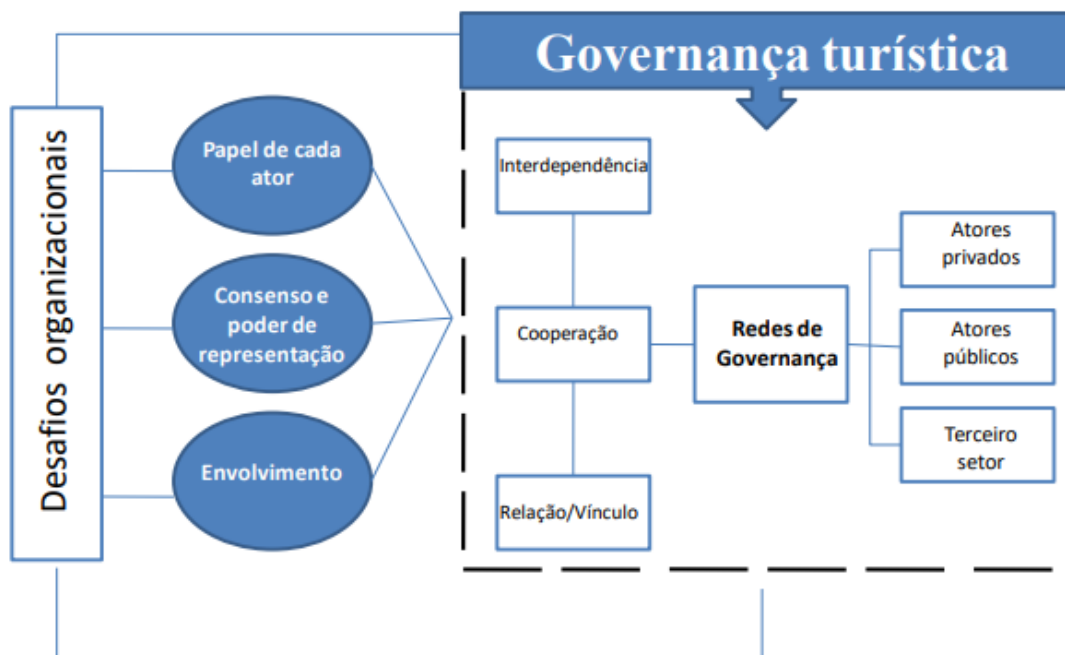 Governança turística
Desafios organizacionais
Papel de cada
ator
Consenso e
poder de
representação
Envolvimento
Interdependência
Cooperação
Relação/Vínculo
Redes de
Governança
Atores
privados
Atores
públicos
Terceiro
setor